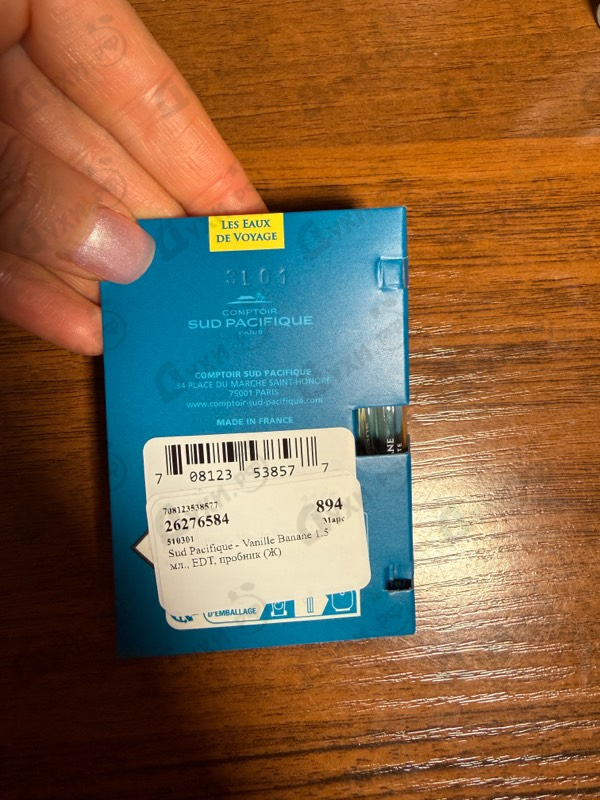 LES EAUX
DE VOYAGE
3L01
COMPTOIR
SUD PACIFIQUE
PARIS
COMPTOIR SUD PACIFIQUE
34 PLACE DU MARCHE SAINT-HONORE
75001 PARIS
www.comptoir-sud-pacifique.com
MADE IN FRANCE
7 08123 53857 7
708123538577
26276584
894
Марс
510301
Sud Pacifique - Vanille Banane 1.5
мл., EDT, пробник (Ж)
D'EMBALLAGE